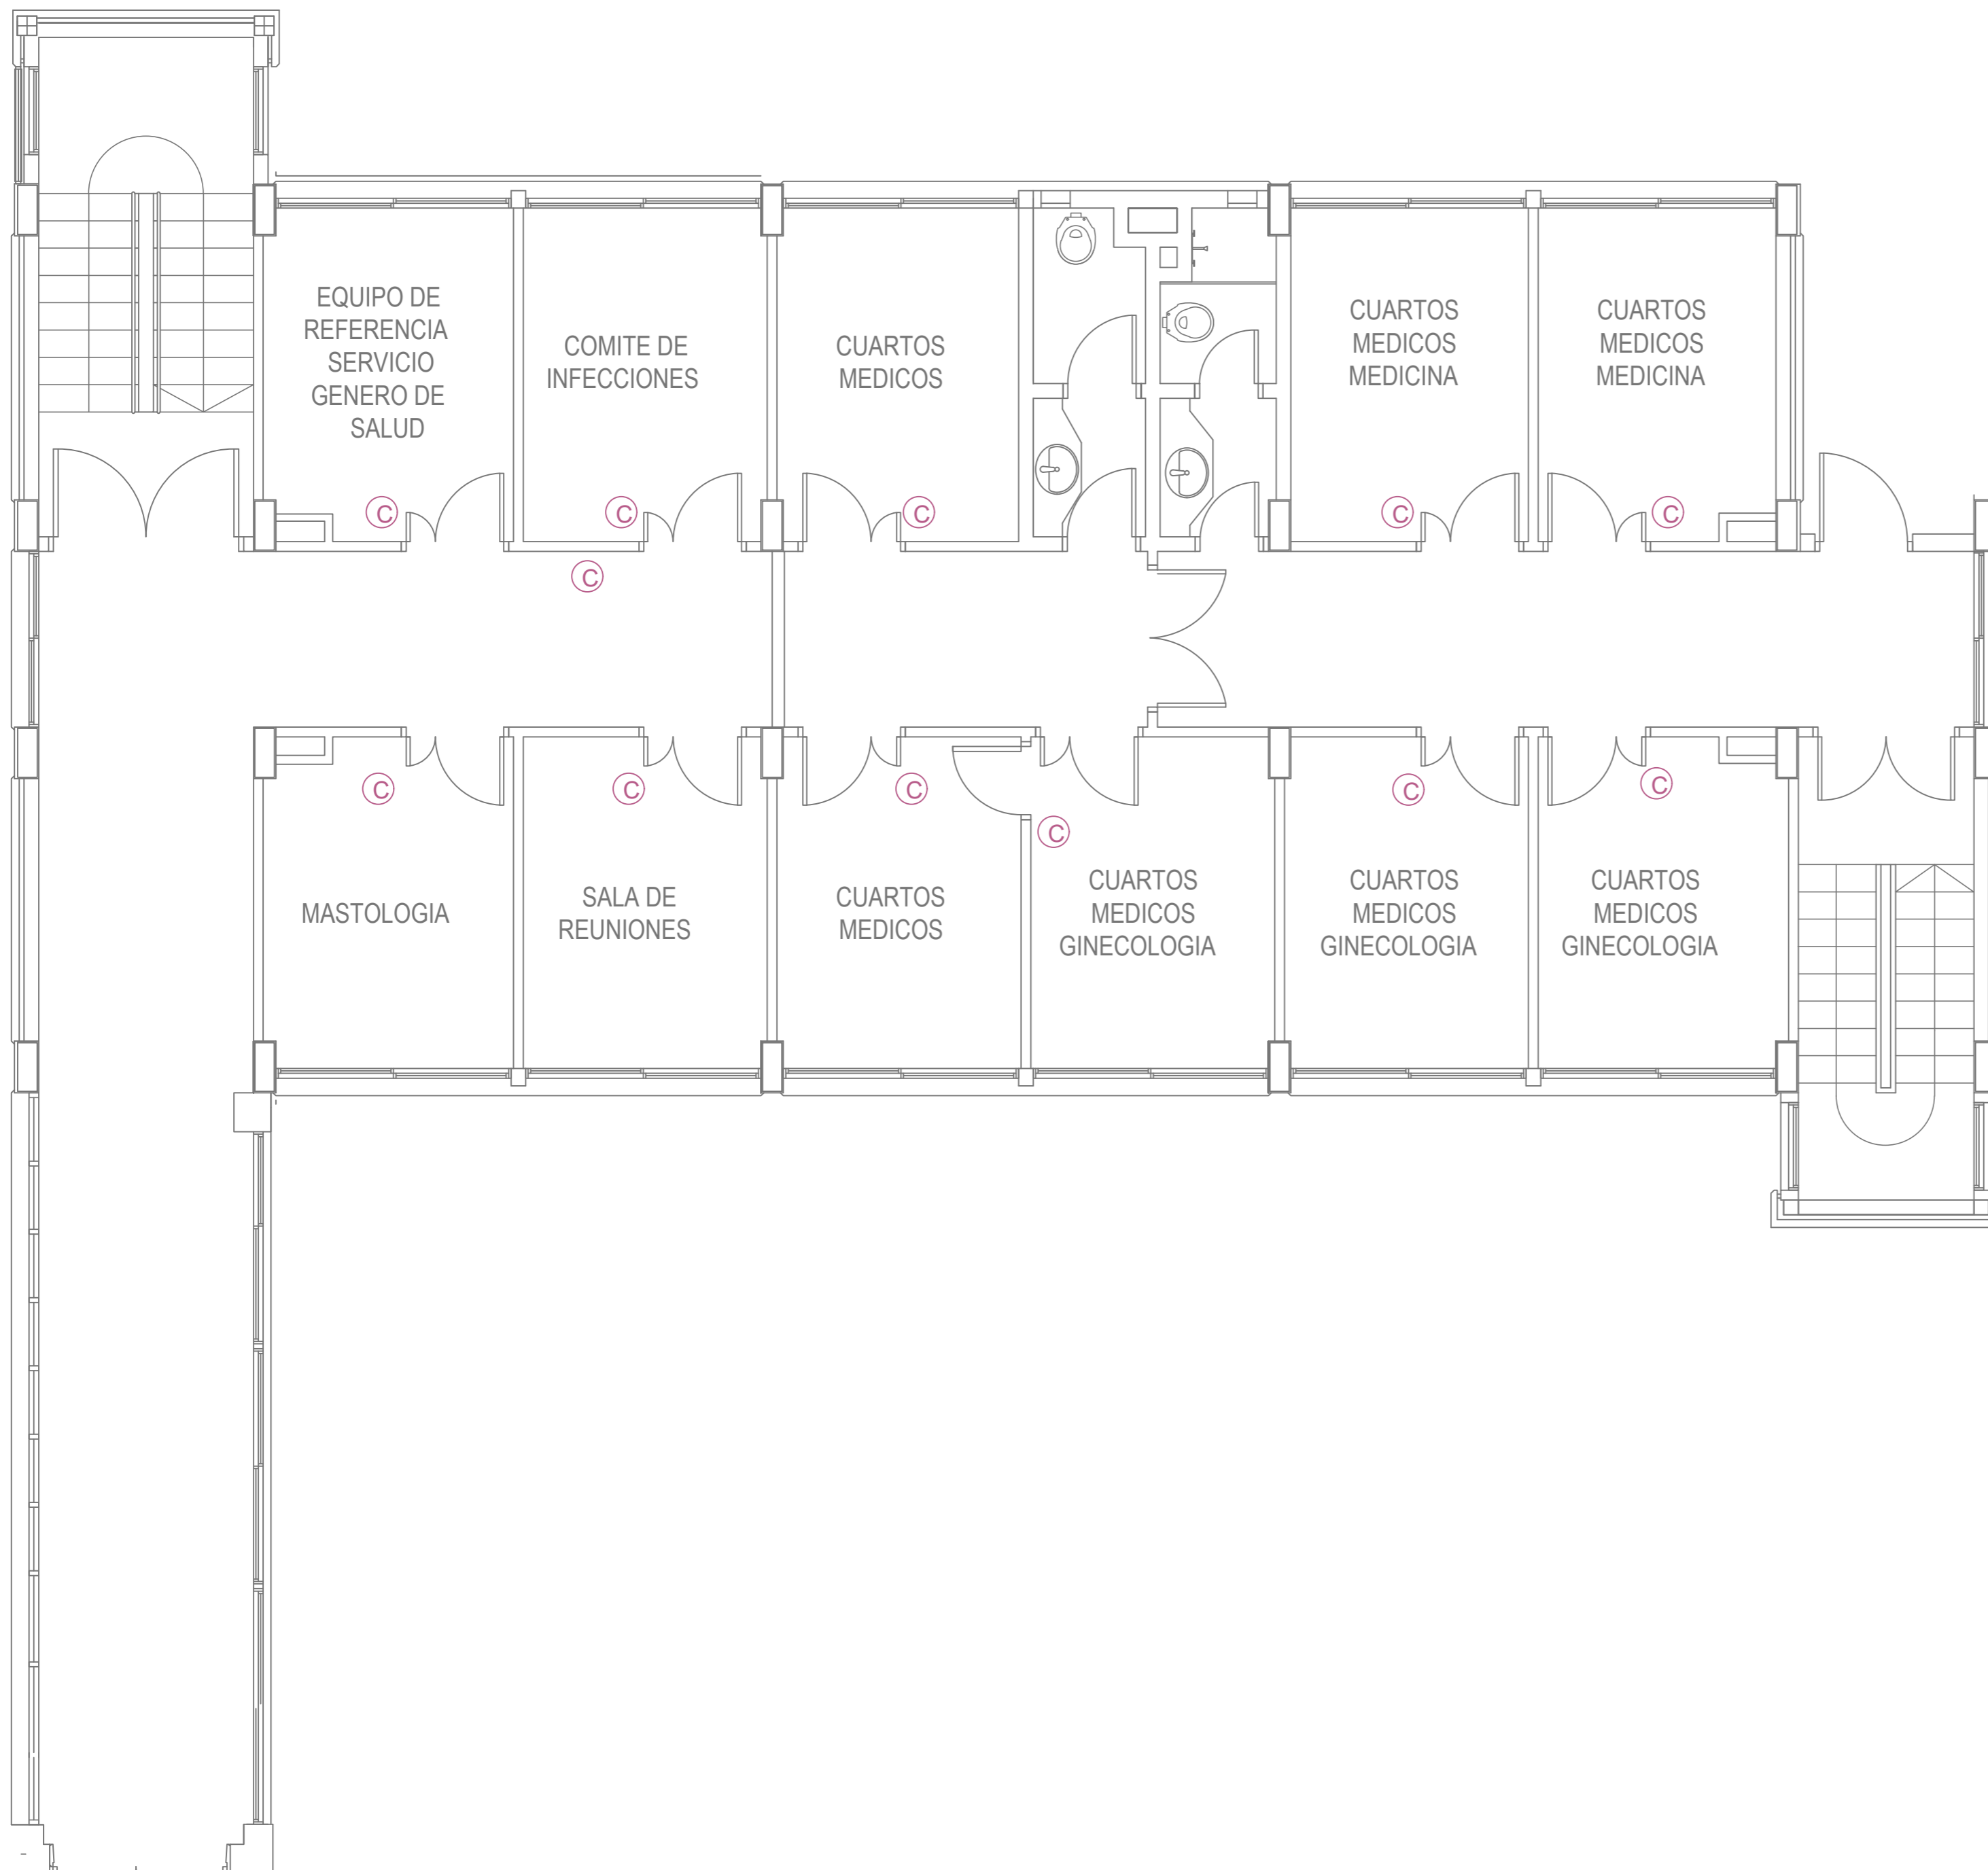 EQUIPO DE
REFERENCIA
SERVICIO
GENERO DE
SALUD
COMITE DE
INFECCIONES
CUARTOS
MEDICOS
CUARTOS
MEDICOS
MEDICINA
CUARTOS
MEDICOS
MEDICINA
C
C
C
C
C
C
C
C
C
C
C
C
C
MASTOLOGIA
SALA DE
REUNIONES
CUARTOS
MEDICOS
CUARTOS
MEDICOS
GINECOLOGIA
CUARTOS
MEDICOS
GINECOLOGIA
CUARTOS
MEDICOS
GINECOLOGIA